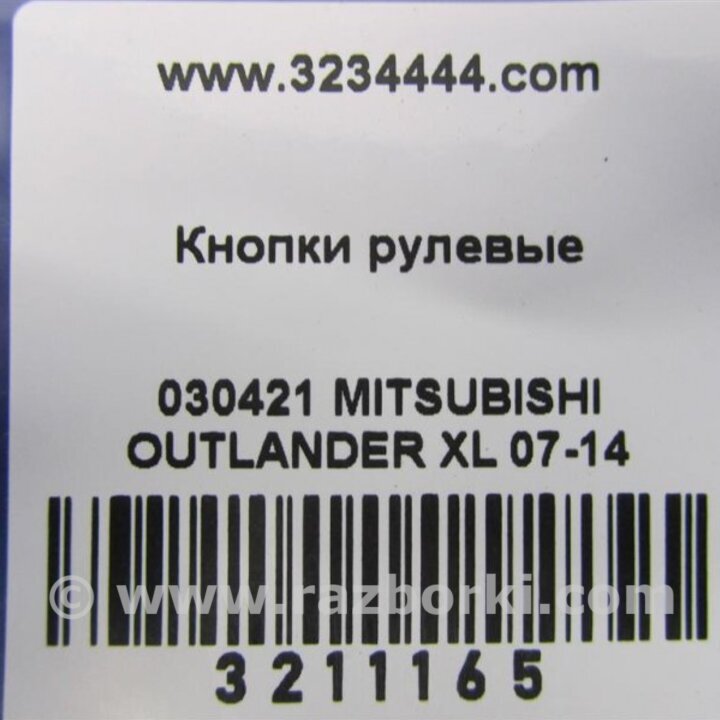 www.3234444.com
Кнопки рулевые
030421 MITSUBISHI
OUTLANDER XL 07-14
© www.razborki.com
3211165